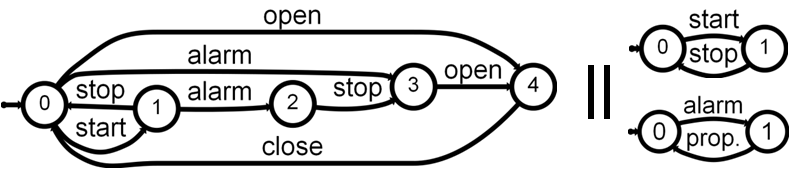 open
alarm
stop
alarm
stop
open
start
close
0
1
2
3
4
start
0
stop
1
alarm
0
prop.
1